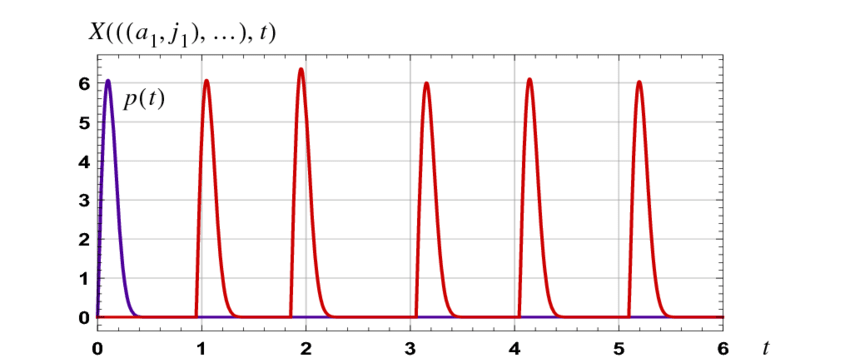 X(((a₁, j₁), …), t)
p(t)
6
5
4
3
2
1
0
0 1 2 3 4 5 6 t